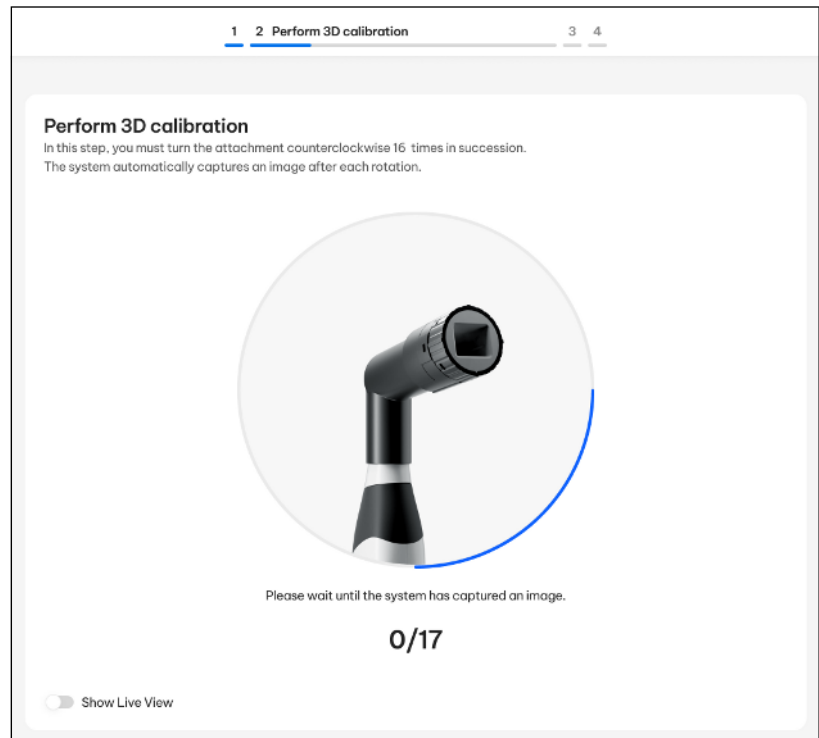 1 2 Perform 3D calibration 3 4
Perform 3D calibration
In this step, you must turn the attachment counterclockwise 16 times in succession.
The system automatically captures an image after each rotation.
Please wait until the system has captured an image.
0/17
Show Live View